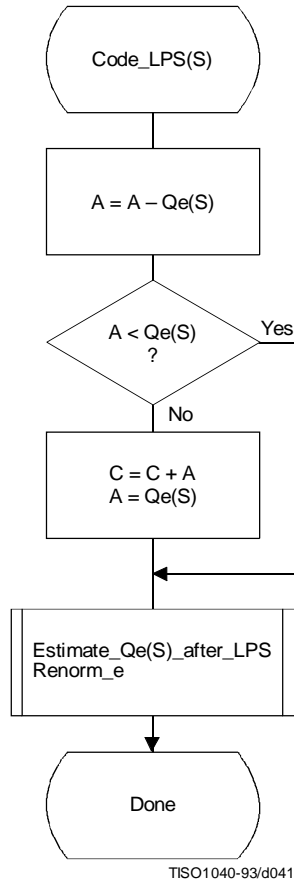 Code_LPS(S)
A = A – Qe(S)
A < Qe(S)
?
Yes
No
C = C + A
A = Qe(S)
Estimate_Qe(S)_after_LPS
Renorm_e
Done
TISO1040-93/d041